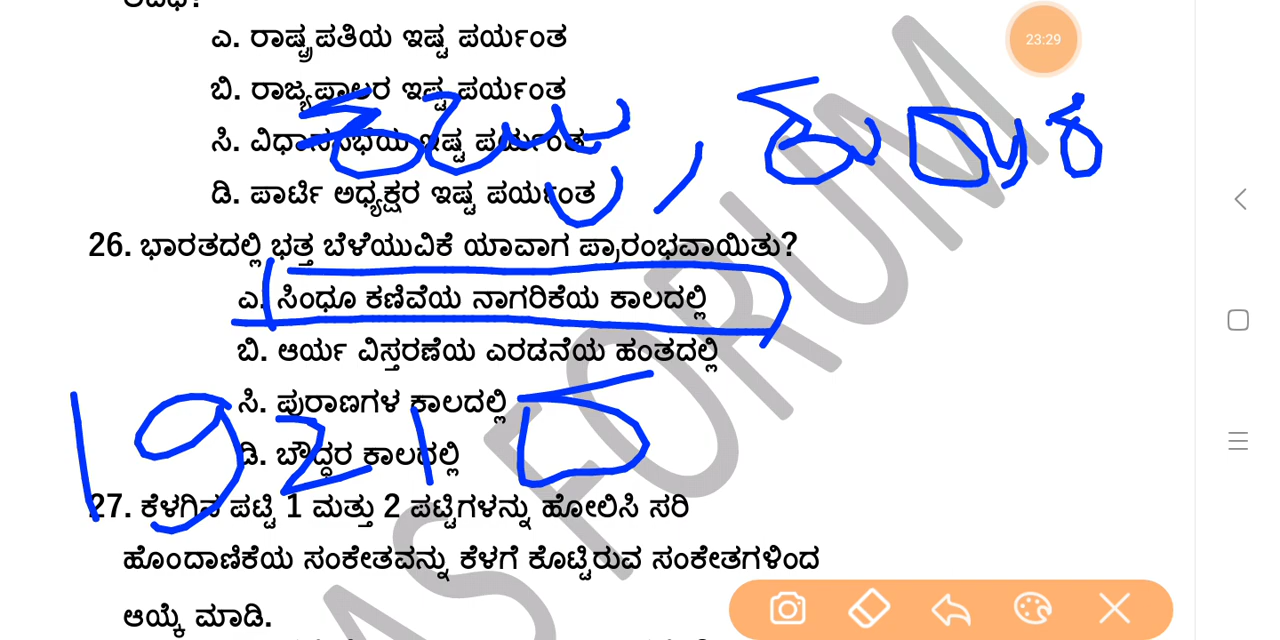 ಎ. ರಾಷ್ಟ್ರಪತಿಯ ಇಷ್ಟ ಪರ್ಯಂತ
23:29
ಬಿ. ರಾಜ್ಯಪಾಲರ ಇಷ್ಟ ಪರ್ಯಂತ
ಸಿ. ವಿಧಾನಸಭೆಯ ಇಷ್ಟ ಪರ್ಯಂತ
ಡಿ. ಪಾರ್ಟಿ ಅಧ್ಯಕ್ಷರ ಇಷ್ಟ ಪರ್ಯಂತ
26. ಭಾರತದಲ್ಲಿ ಭತ್ತ ಬೆಳೆಯುವಿಕೆ ಯಾವಾಗ ಪ್ರಾರಂಭವಾಯಿತು?
ಎ. ಸಿಂಧೂ ಕಣಿವೆಯ ನಾಗರಿಕೆಯ ಕಾಲದಲ್ಲಿ
ಬಿ. ಆರ್ಯ ವಿಸ್ತರಣೆಯ ಎರಡನೆಯ ಹಂತದಲ್ಲಿ
ಸಿ. ಪುರಾಣಗಳ ಕಾಲದಲ್ಲಿ
1921
ಡಿ. ಬೌದ್ಧರ ಕಾಲದಲ್ಲಿ
27. ಕೆಳಗಿನ ಪಟ್ಟಿ 1 ಮತ್ತು 2 ಪಟ್ಟಿಗಳನ್ನು ಹೋಲಿಸಿ ಸರಿ
ಹೊಂದಾಣಿಕೆಯ ಸಂಕೇತವನ್ನು ಕೆಳಗೆ ಕೊಟ್ಟಿರುವ ಸಂಕೇತಗಳಿಂದ
ಆಯ್ಕೆ ಮಾಡಿ.
FORUM